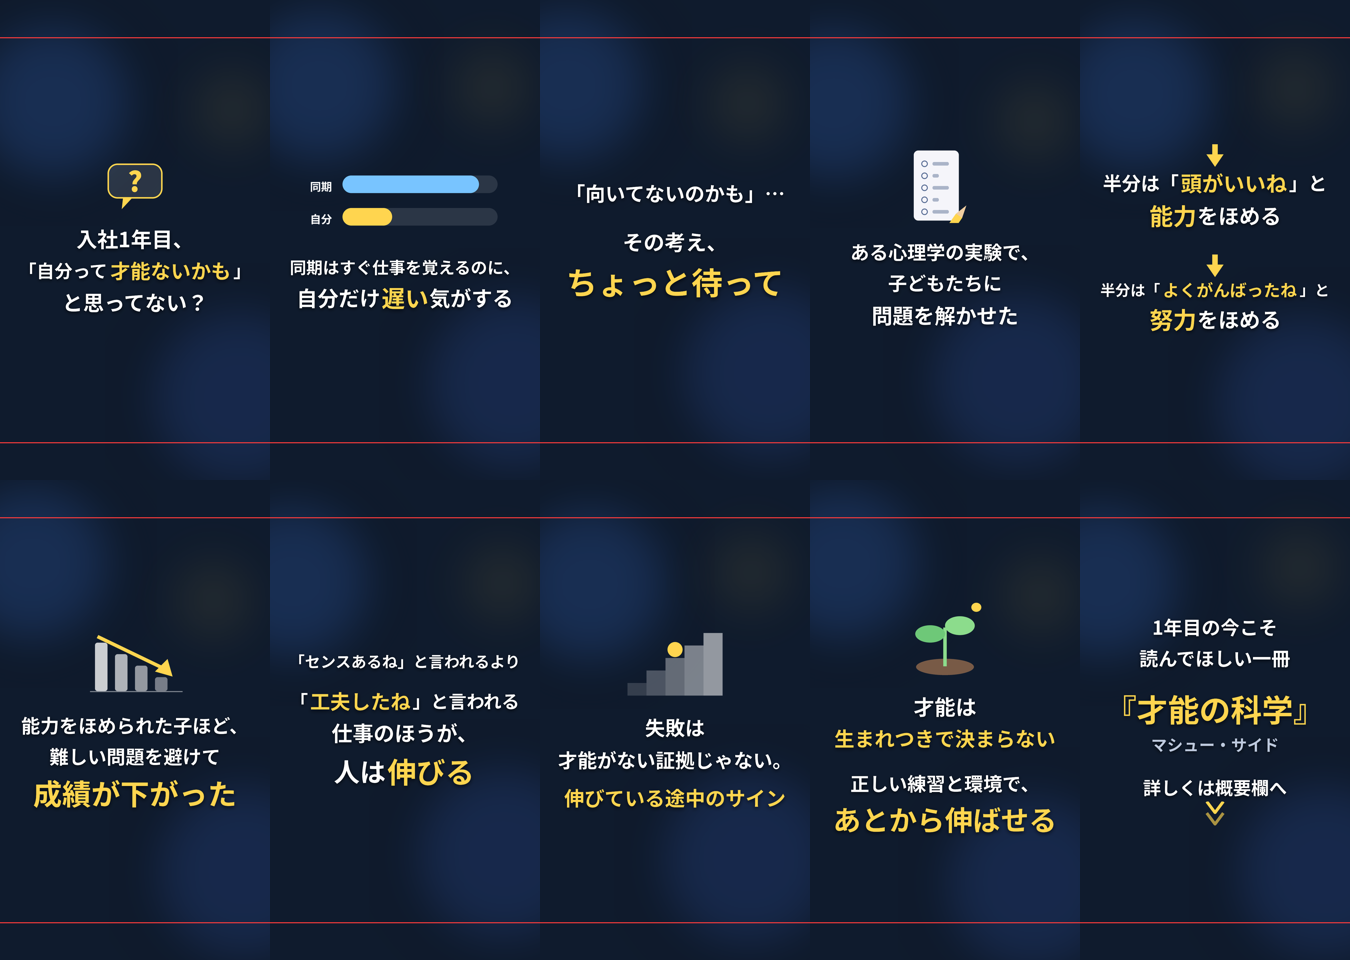 ?
入社1年目、
「自分って才能ないかも」
と思ってない？
同期
自分
同期はすぐ仕事を覚えるのに、
自分だけ遅い気がする
「向いてないのかも」…
その考え、
ちょっと待って
ある心理学の実験で、
子どもたちに
問題を解かせた
半分は「頭がいいね」と
能力をほめる
半分は「よくがんばったね」と
努力をほめる
能力をほめられた子ほど、
難しい問題を避けて
成績が下がった
「センスあるね」と言われるより
「工夫したね」と言われる
仕事のほうが、
人は伸びる
失敗は
才能がない証拠じゃない。
伸びている途中のサイン
才能は
生まれつきで決まらない
正しい練習と環境で、
あとから伸ばせる
1年目の今こそ
読んでほしい一冊
『才能の科学』
マシュー・サイド
詳しくは概要欄へ